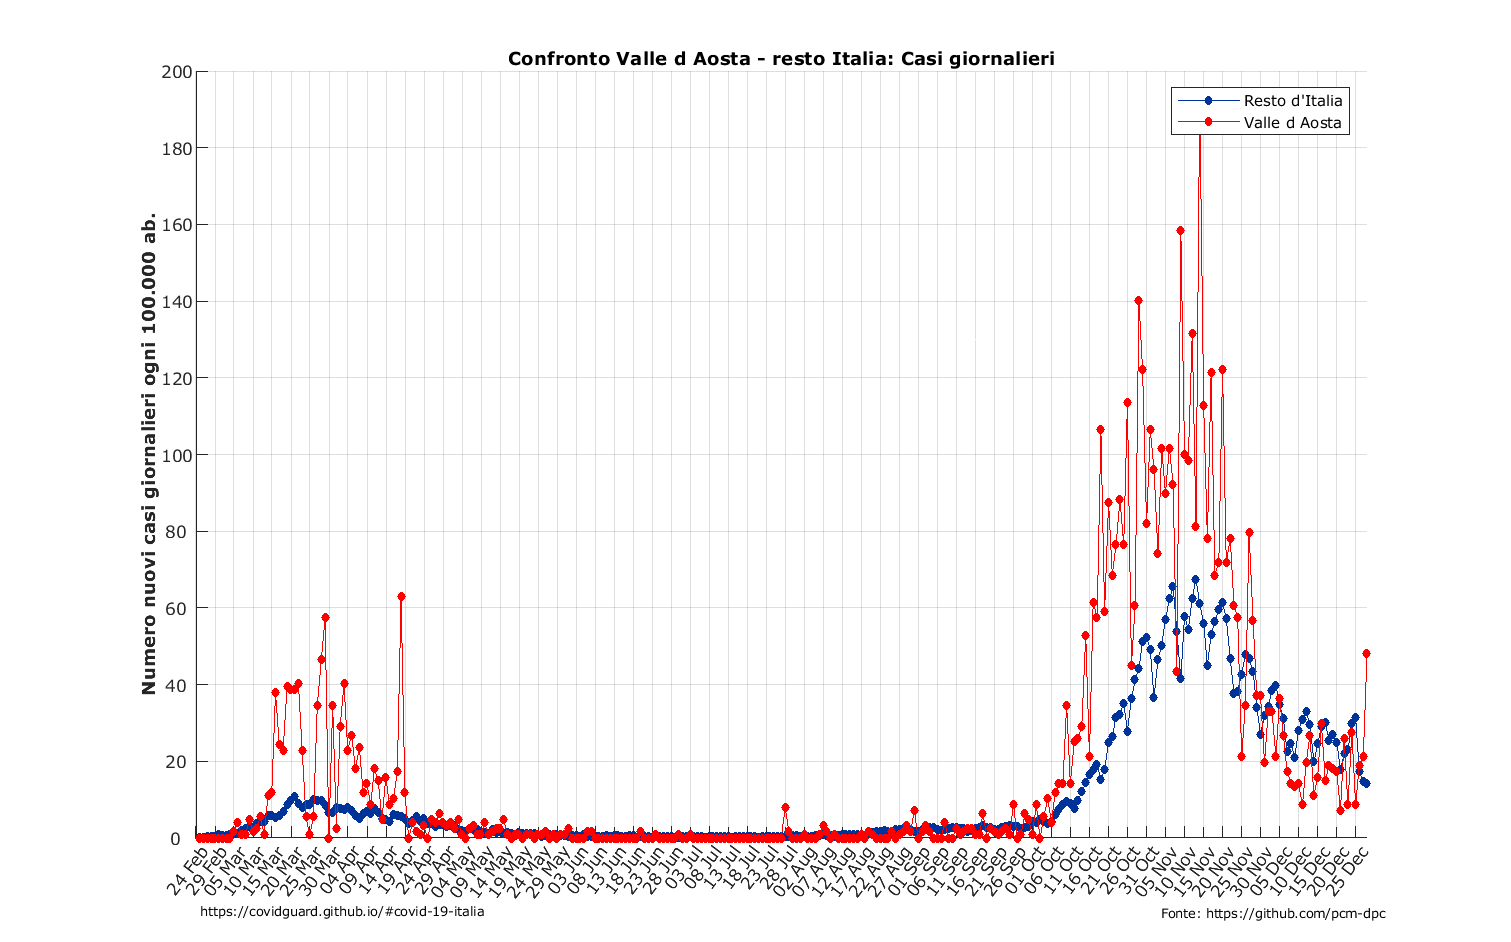 Confronto Valle d Aosta - resto Italia: Casi giornalieri
Resto d'Italia
Valle d Aosta
Numero nuovi casi giornalieri ogni 100.000 ab.
200
180
160
140
120
100
80
60
40
20
0
24 Feb
29 Feb
05 Mar
10 Mar
15 Mar
20 Mar
25 Mar
30 Mar
04 Apr
09 Apr
14 Apr
19 Apr
24 Apr
29 Apr
04 May
09 May
14 May
19 May
24 May
29 May
03 Jun
08 Jun
13 Jun
18 Jun
23 Jun
28 Jun
03 Jul
08 Jul
13 Jul
18 Jul
23 Jul
28 Jul
02 Aug
07 Aug
12 Aug
17 Aug
22 Aug
27 Aug
01 Sep
06 Sep
11 Sep
16 Sep
21 Sep
26 Sep
01 Oct
06 Oct
11 Oct
16 Oct
21 Oct
26 Oct
31 Oct
05 Nov
10 Nov
15 Nov
20 Nov
25 Nov
30 Nov
05 Dec
10 Dec
15 Dec
20 Dec
25 Dec
https://covidguard.github.io/#covid-19-italia
Fonte: https://github.com/pcm-dpc